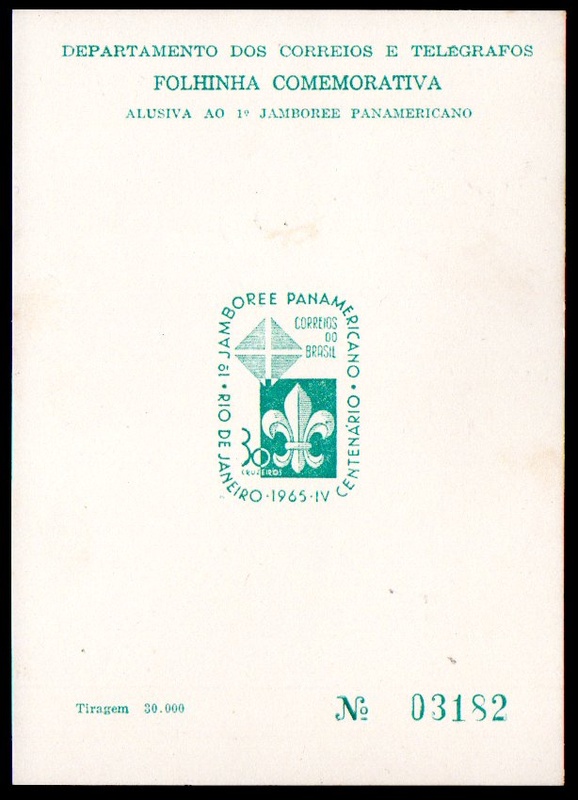 DEPARTAMENTO DOS CORREIOS E TELÉGRAFOS
FOLHINHA COMEMORATIVA
ALUSIVA AO 1º JAMBOREE PANAMERICANO
1º JAMBOREE PANAMERICANO
CORREIOS
DO
BRASIL
30
CRUZEIROS
RIO DE JANEIRO · 1965 · IV CENTENÁRIO
Tiragem 30.000
Nº 03182